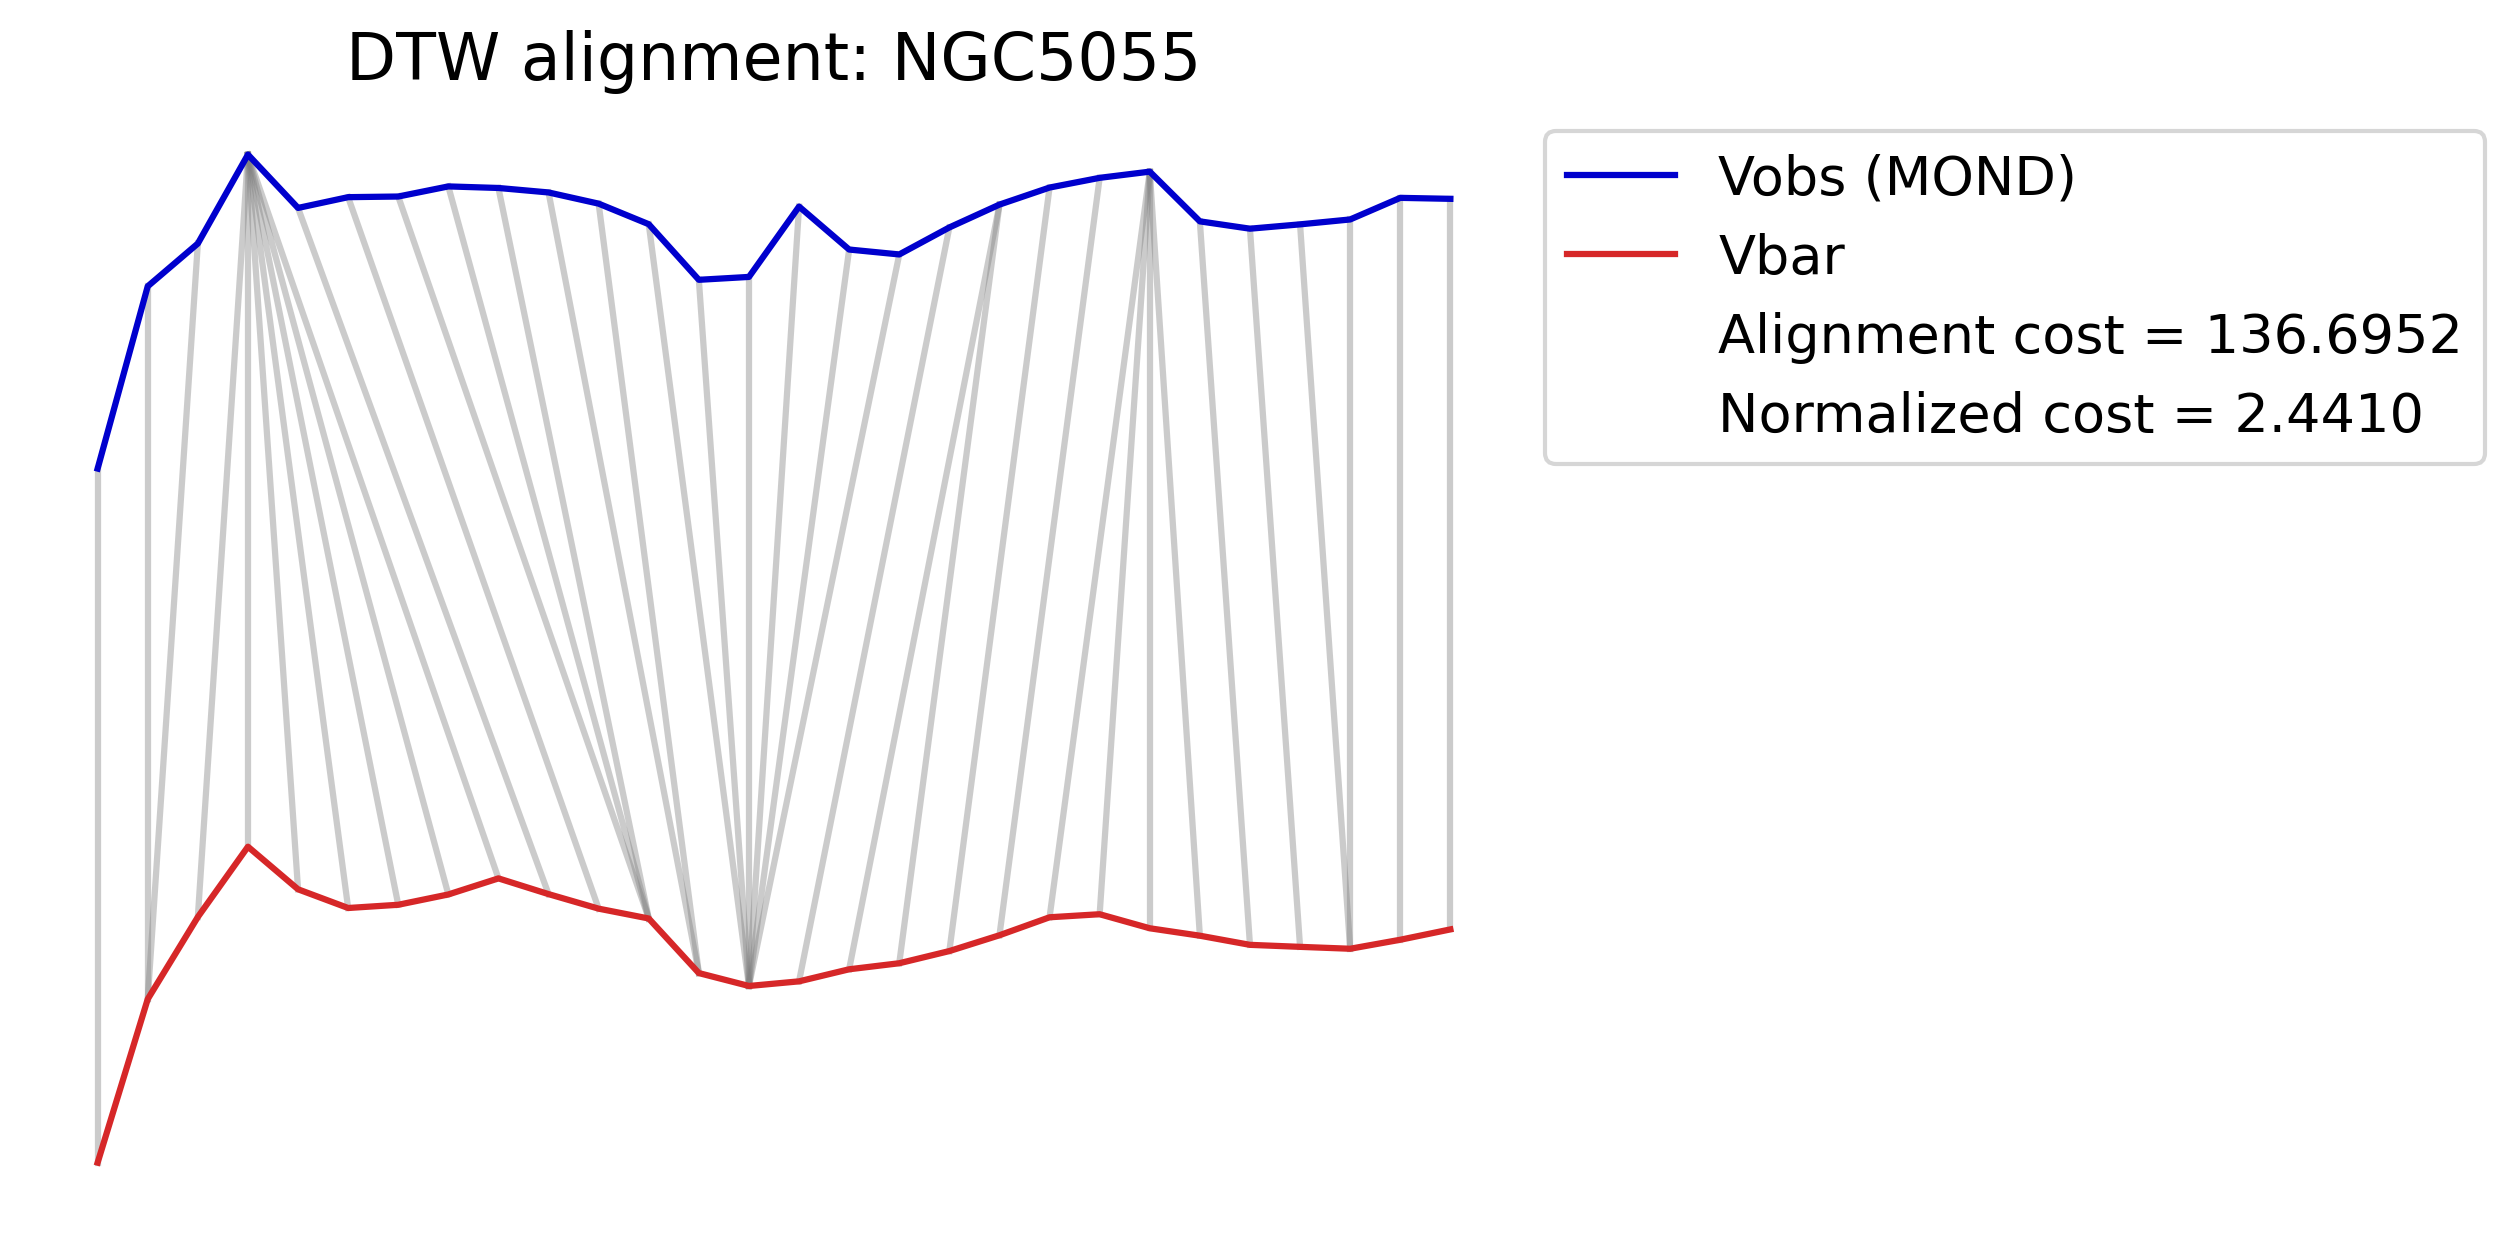 DTW alignment: NGC5055
Vobs (MOND)
Vbar
Alignment cost = 136.6952
Normalized cost = 2.4410